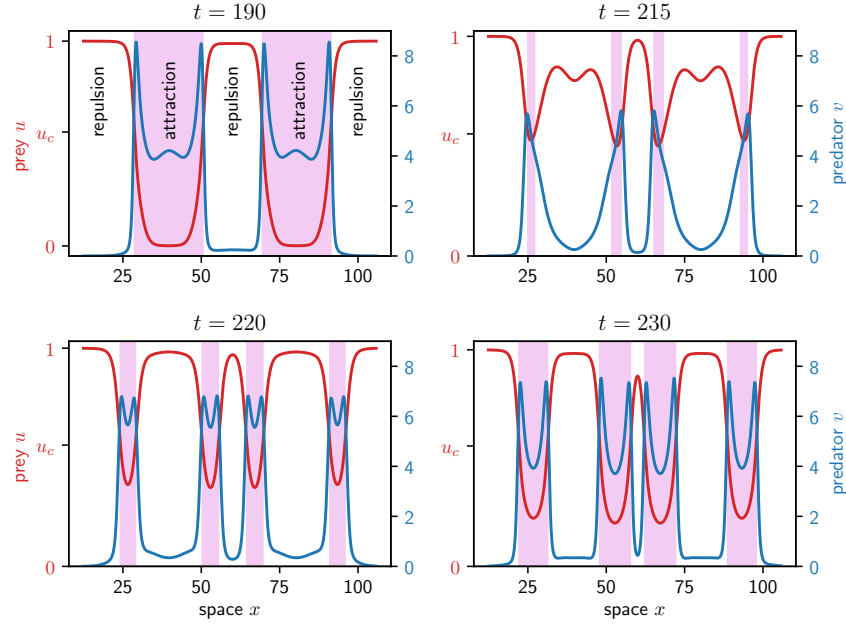 t = 190
t = 215
prey u
1
u_c
0
repulsion
attraction
repulsion
attraction
repulsion
8
6
4
2
0
25
50
75
100
1
u_c
0
8
6
4
2
0
predator v
25
50
75
100
t = 220
t = 230
prey u
1
u_c
0
8
6
4
2
0
25
50
75
100
space x
1
u_c
0
8
6
4
2
0
predator v
25
50
75
100
space x